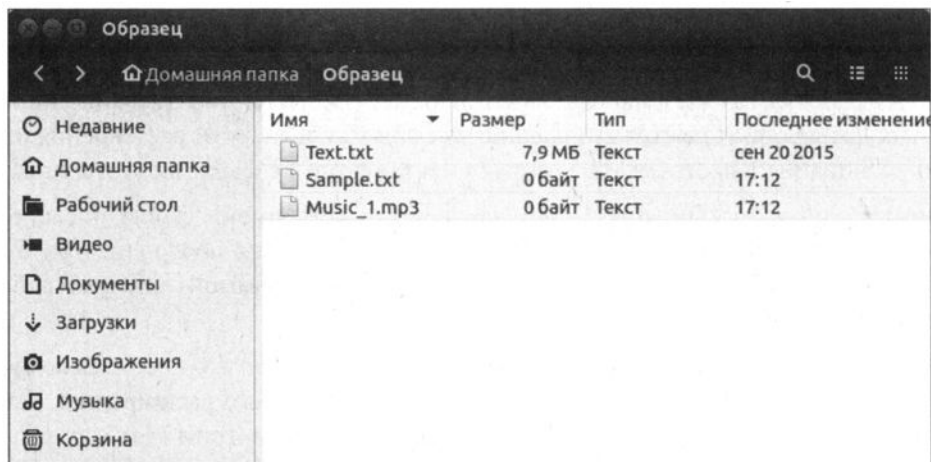 Образец
Домашняя папка Образец
Недавние
Домашняя папка
Рабочий стол
Видео
Документы
Загрузки
Изображения
Музыка
Корзина
Имя Размер Тип Последнее изменение
Text.txt 7,9 МБ Текст сен 20 2015
Sample.txt 0 байт Текст 17:12
Music_1.mp3 0 байт Текст 17:12